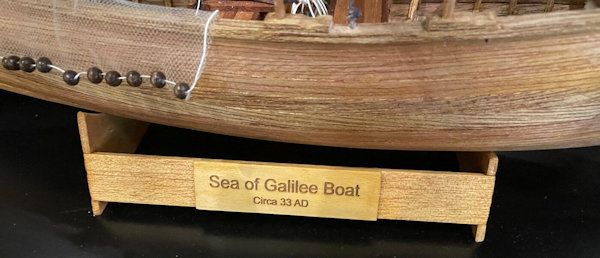 Sea of Galilee Boat
Circa 33 AD